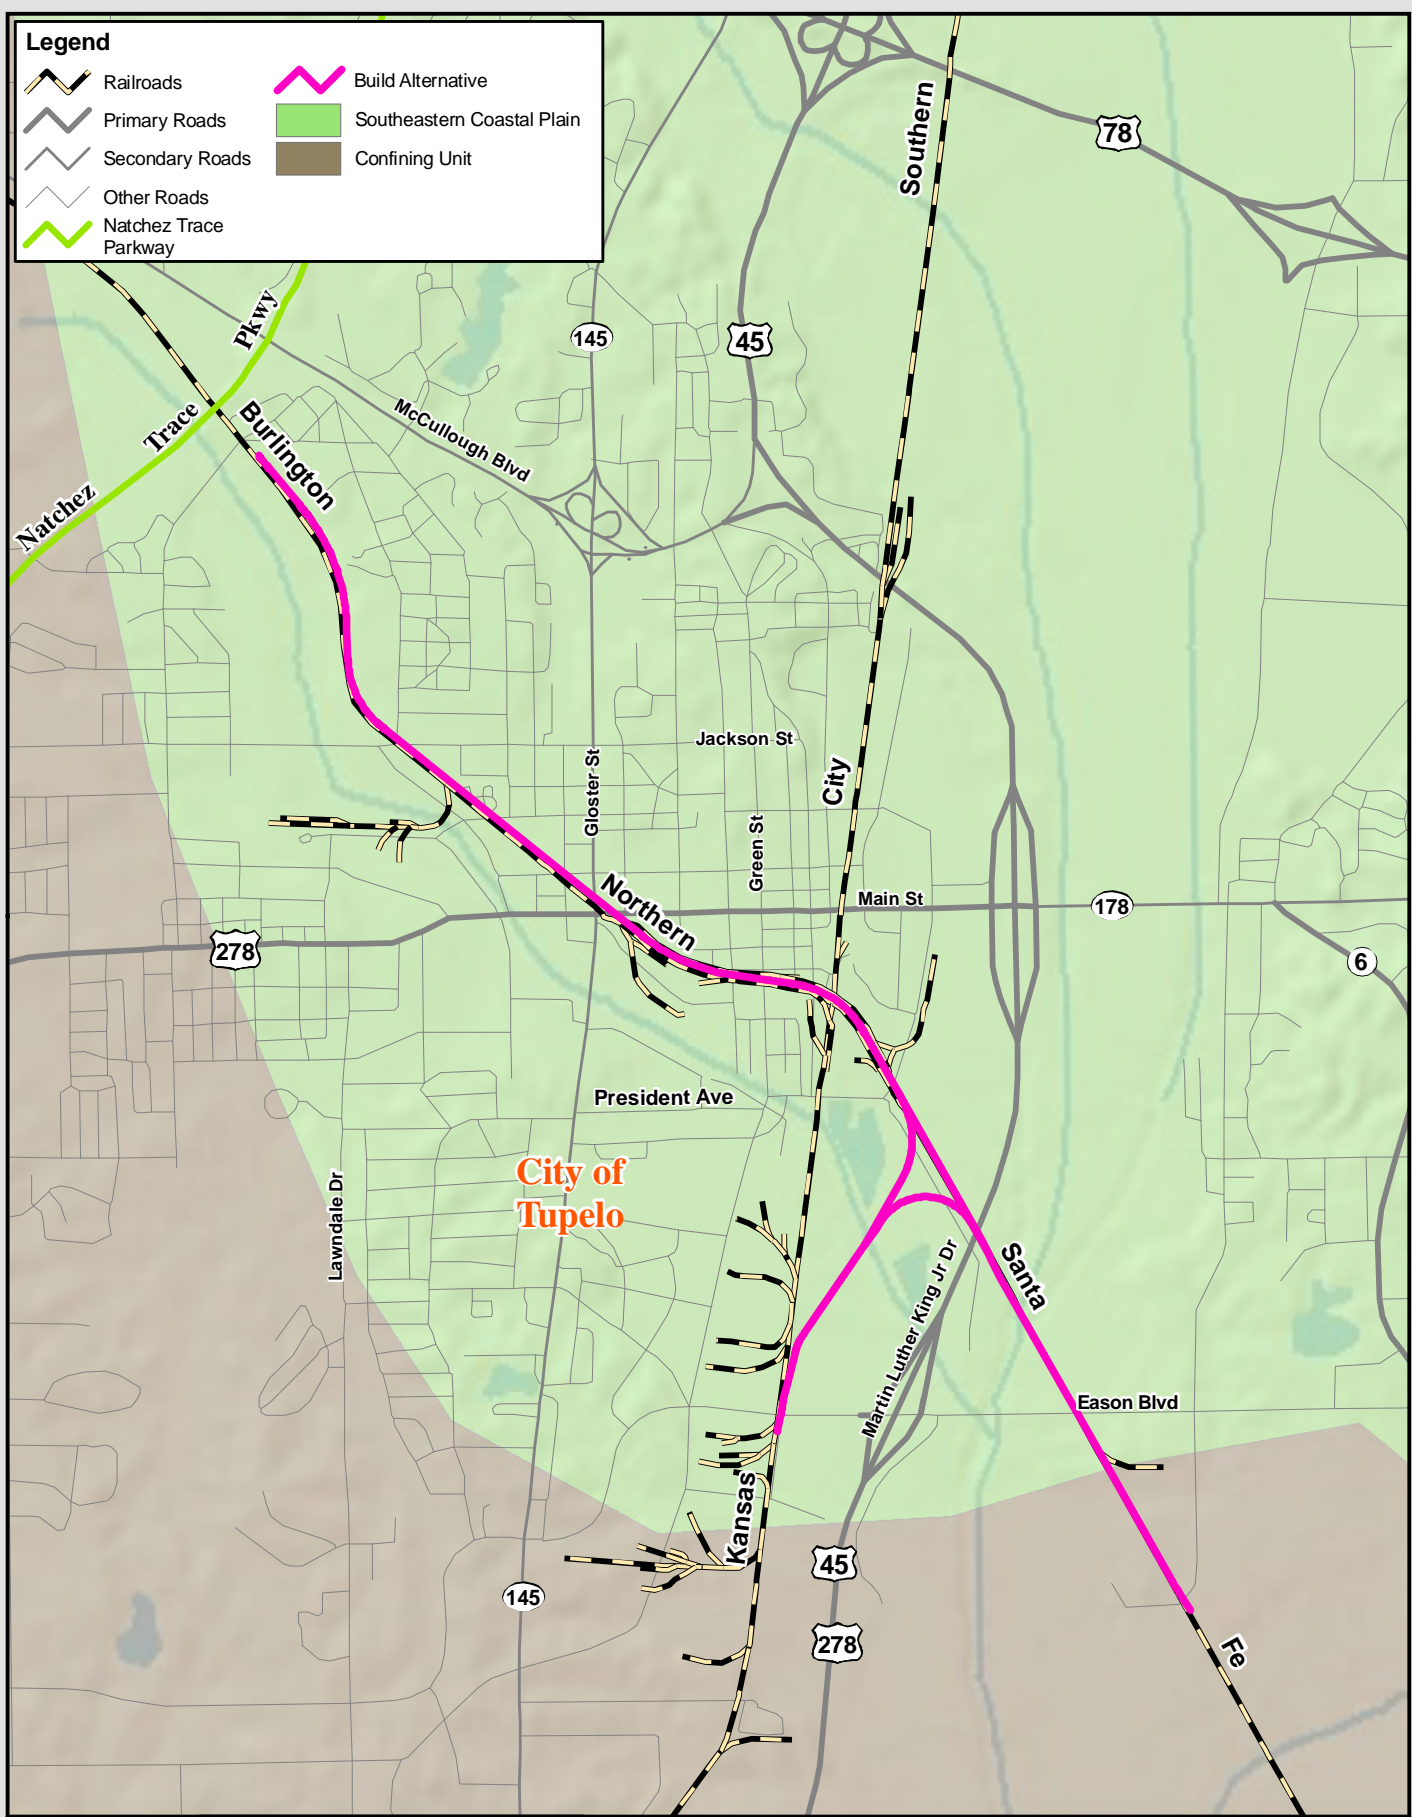 Legend
Railroads
Primary Roads
Secondary Roads
Other Roads
Natchez Trace
Parkway
Build Alternative
Southeastern Coastal Plain
Confining Unit
Southern
78
Pkwy
145
45
Trace
Burlington
McCullough Blvd
Natchez
Jackson St
Gloster St
City
Green St
Northern
Main St
178
278
6
President Ave
City of
Tupelo
Lawndale Dr
Santa
Martin Luther King Jr Dr
Eason Blvd
Kansas
45
145
278
Fe